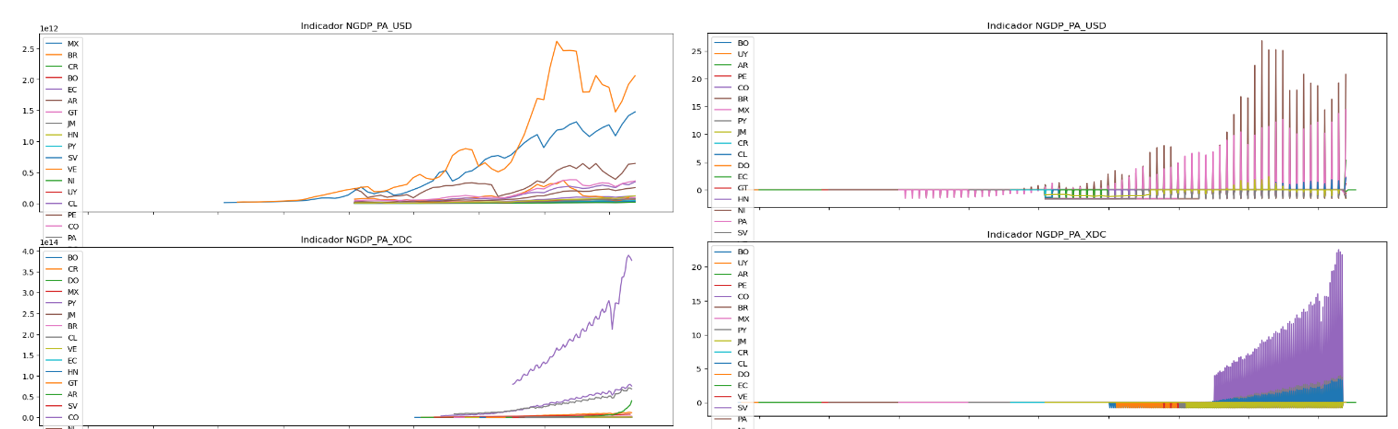 Indicador NGDP_PA_USD
1e12
2.5
2.0
1.5
1.0
0.5
0.0
MX
BR
CR
BO
EC
AR
GT
JM
HN
PY
SV
VE
NI
UY
CL
PE
CO
PA
Indicador NGDP_PA_USD
25
20
15
10
5
0
BO
UY
AR
PE
CO
BR
MX
PY
JM
CR
CL
DO
EC
GT
HN
NI
PA
SV
Indicador NGDP_PA_XDC
1e14
4.0
3.5
3.0
2.5
2.0
1.5
1.0
0.5
0.0
BO
CR
DO
MX
PY
JM
BR
CL
VE
EC
HN
GT
AR
SV
CO
NI
Indicador NGDP_PA_XDC
20
15
10
5
0
BO
UY
AR
PE
CO
BR
MX
PY
JM
CR
CL
DO
EC
VE
SV
PA